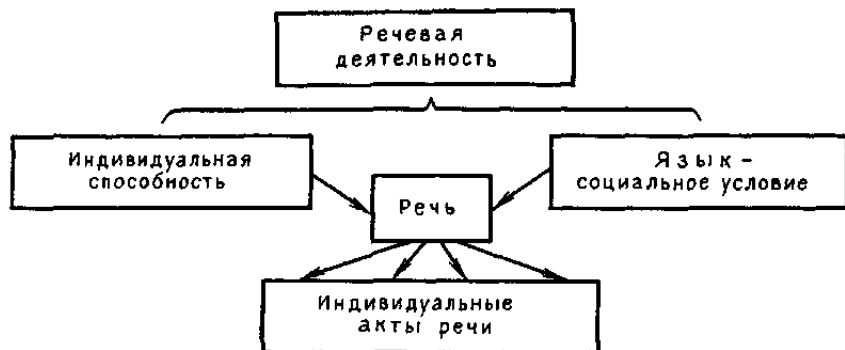 Речевая
деятельность
Индивидуальная
способность
Язык –
социальное условие
Речь
Индивидуальные
акты речи